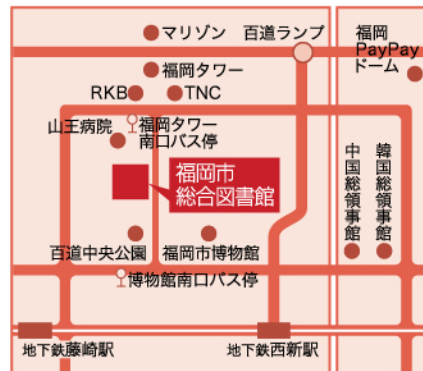 マリゾン
百道ランプ
福岡
PayPay
ドーム
福岡タワー
RKB
TNC
福岡タワー
南口バス停
山王病院
福岡市
総合図書館
中国総領事館
韓国総領事館
百道中央公園
福岡市博物館
博物館南口バス停
地下鉄藤崎駅
地下鉄西新駅